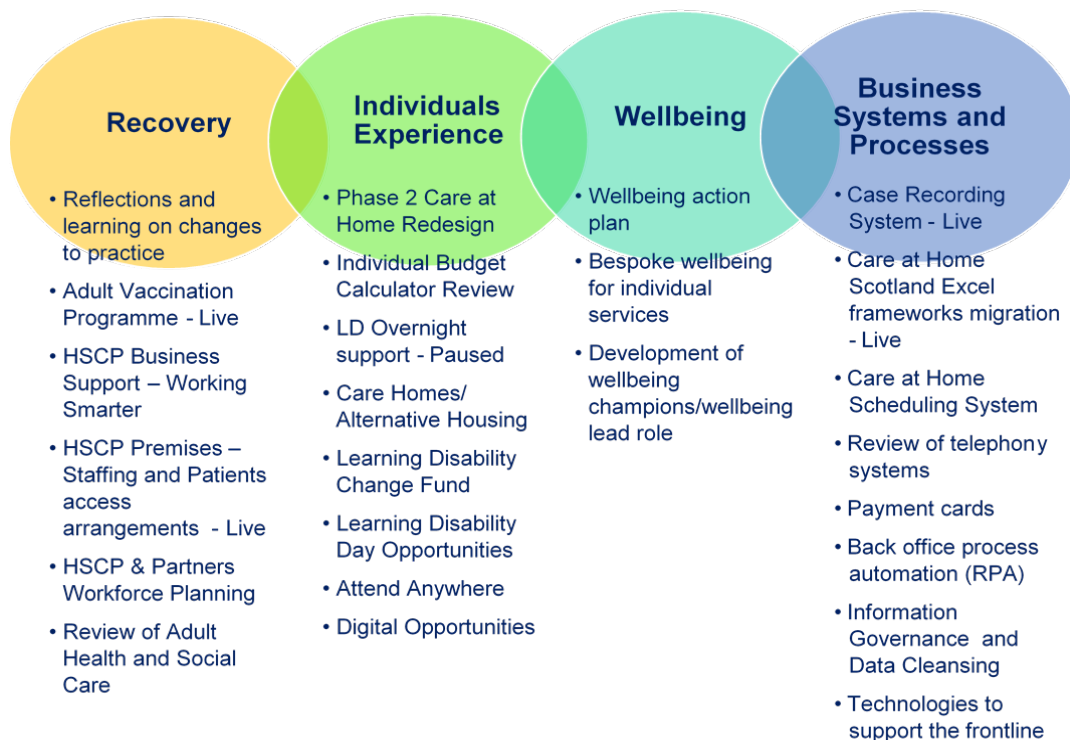 Recovery
• Reflections and
learning on changes
to practice
• Adult Vaccination
Programme - Live
• HSCP Business
Support – Working
Smarter
• HSCP Premises –
Staffing and Patients
access
arrangements - Live
• HSCP & Partners
Workforce Planning
• Review of Adult
Health and Social
Care
Individuals
Experience
• Phase 2 Care at
Home Redesign
• Individual Budget
Calculator Review
• LD Overnight
support - Paused
• Care Homes/
Alternative Housing
• Learning Disability
Change Fund
• Learning Disability
Day Opportunities
• Attend Anywhere
• Digital Opportunities
Wellbeing
• Wellbeing action
plan
• Bespoke wellbeing
for individual
services
• Development of
wellbeing
champions/wellbeing
lead role
Business
Systems and
Processes
• Case Recording
System - Live
• Care at Home
Scotland Excel
frameworks migration
- Live
• Care at Home
Scheduling System
• Review of telephony
systems
• Payment cards
• Back office process
automation (RPA)
• Information
Governance and
Data Cleansing
• Technologies to
support the frontline